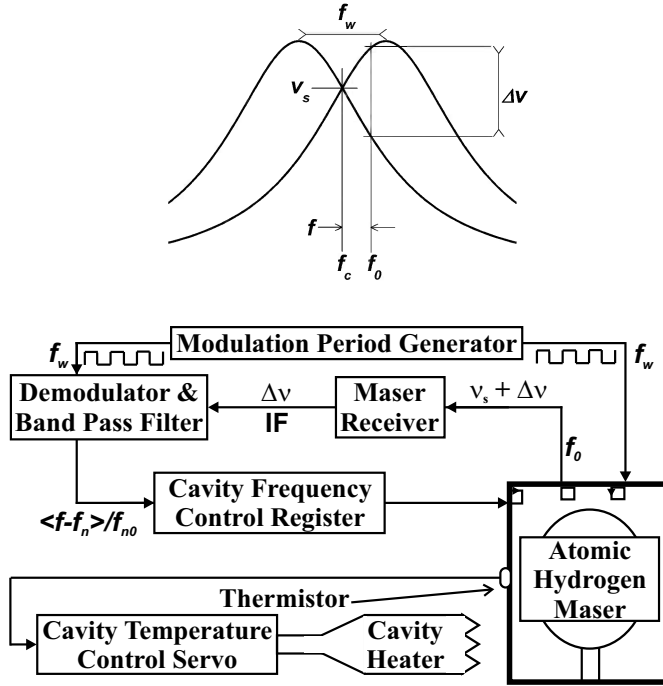 f_w
v_s
Δv
f
f_c
f_0
Modulation Period Generator
f_w
f_w
Demodulator &
Band Pass Filter
Δν
IF
Maser
Receiver
ν_s + Δν
f_0
Cavity Frequency
Control Register
<f-f_n>/f_n0
Atomic
Hydrogen
Maser
Thermistor
Cavity Temperature
Control Servo
Cavity
Heater